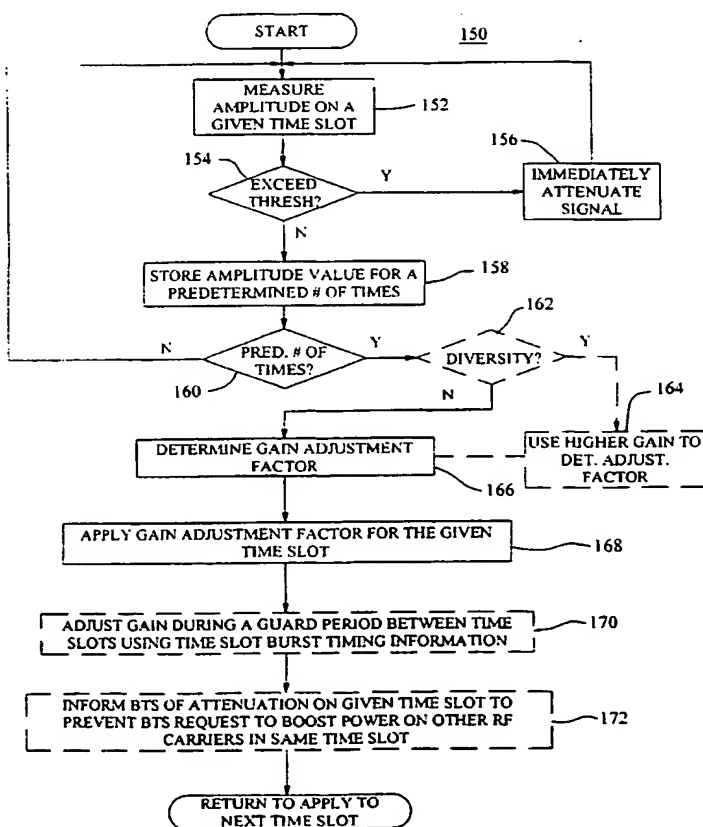 START
150
MEASURE
AMPLITUDE ON A
GIVEN TIME SLOT
152
154
EXCEED
THRESH?
Y
156
IMMEDIATELY
ATTENUATE
SIGNAL
N
STORE AMPLITUDE VALUE FOR A
PREDETERMINED # OF TIMES
158
162
N
PRED. # OF
TIMES?
Y
DIVERSITY?
Y
160
N
164
DETERMINE GAIN ADJUSTMENT
FACTOR
166
USE HIGHER GAIN TO
DET. ADJUST.
FACTOR
APPLY GAIN ADJUSTMENT FACTOR FOR THE GIVEN
TIME SLOT
168
ADJUST GAIN DURING A GUARD PERIOD BETWEEN TIME
SLOTS USING TIME SLOT BURST TIMING INFORMATION
170
INFORM BTS OF ATTENUATION ON GIVEN TIME SLOT TO
PREVENT BTS REQUEST TO BOOST POWER ON OTHER RF
CARRIERS IN SAME TIME SLOT
172
RETURN TO APPLY TO
NEXT TIME SLOT